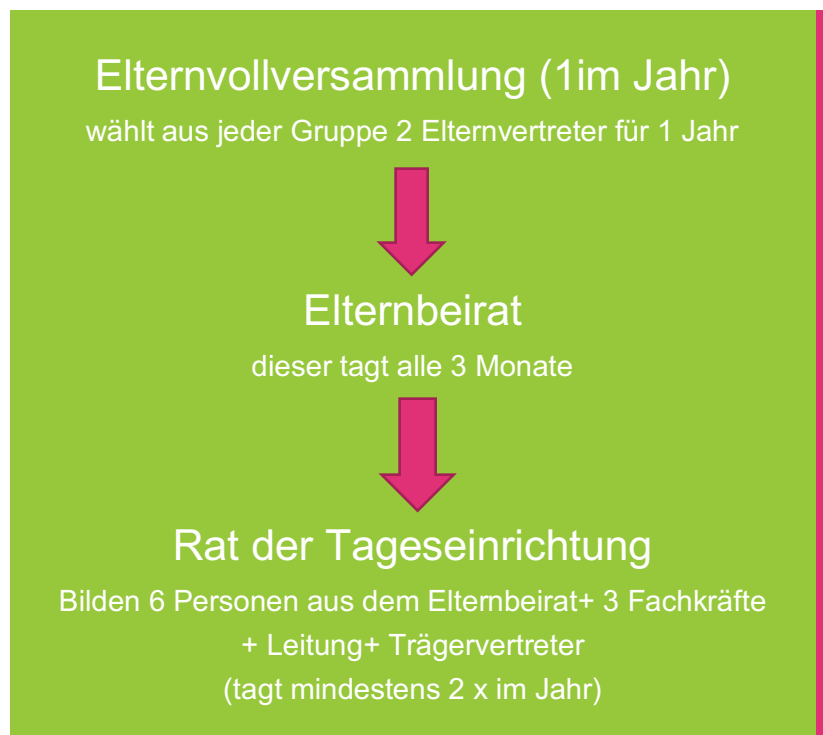 Elternvollversammlung (1im Jahr)
wählt aus jeder Gruppe 2 Elternvertreter für 1 Jahr
Elternbeirat
dieser tagt alle 3 Monate
Rat der Tageseinrichtung
Bilden 6 Personen aus dem Elternbeirat+ 3 Fachkräfte
+ Leitung+ Trägervertreter
(tagt mindestens 2 x im Jahr)